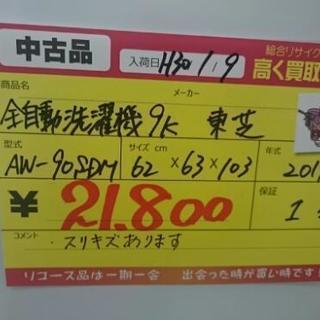 中古品
入荷日 H30 1/9
総合リサイク
高く買取
商品名
メーカー
全自動洗濯機9K 東芝
型式
サイズ cm
年式
AW-90SDM 62×63×103 201
¥ 21,800
保証
1
コメント
・スリキズあります
リユース品は一期一会 出会った時が買い時です